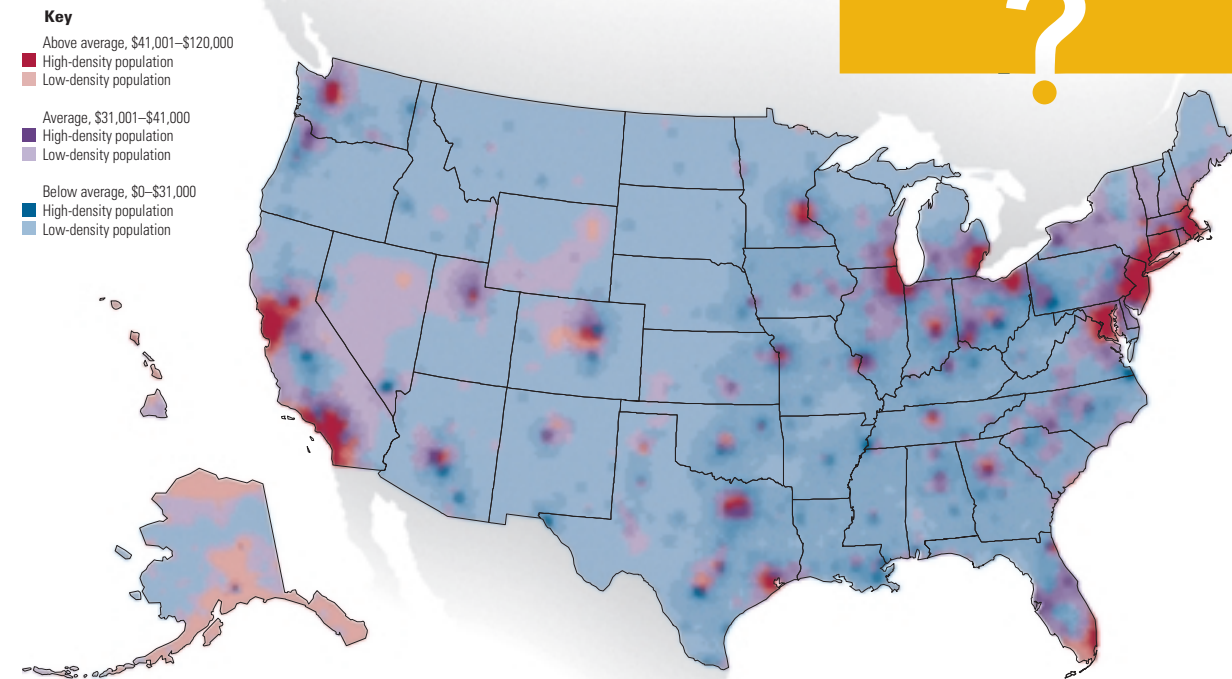 Key
Above average, $41,001–$120,000
High-density population
Low-density population
Average, $31,001–$41,000
High-density population
Low-density population
Below average, $0–$31,000
High-density population
Low-density population
?